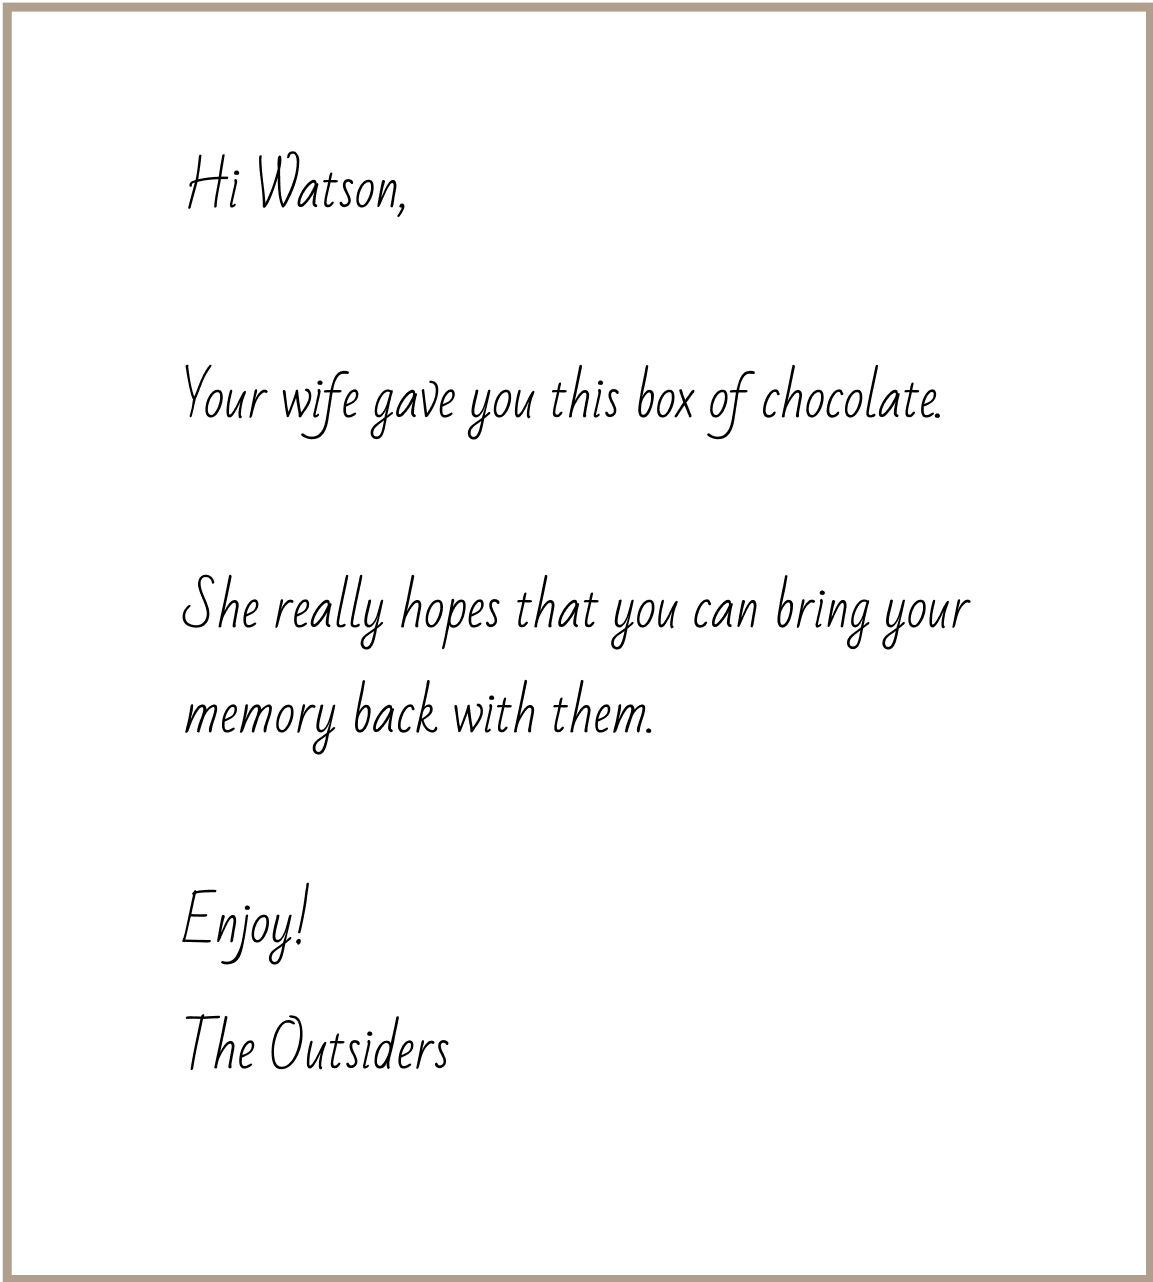 Hi Watson,
Your wife gave you this box of chocolate.
She really hopes that you can bring your
memory back with them.
Enjoy!
The Outsiders